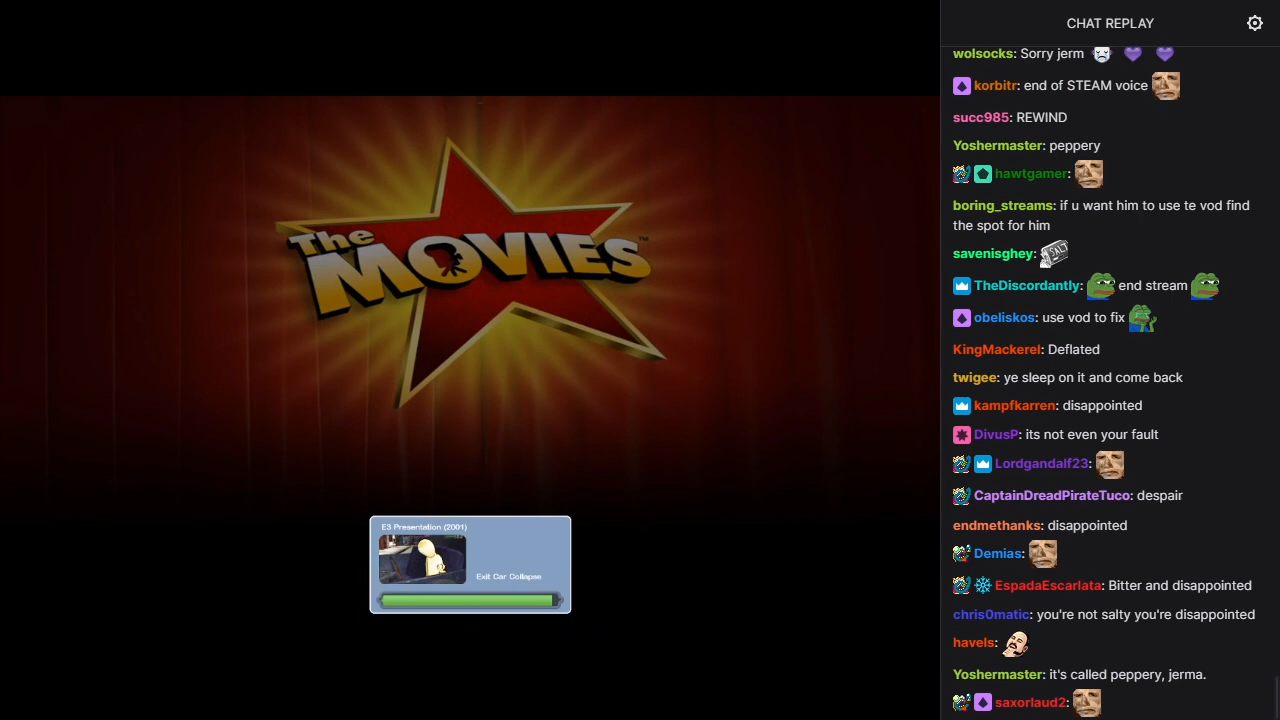 The
MOVIES™
E3 Presentation (2001)
Exit Car Collapse
CHAT REPLAY
wolsocks: Sorry jerm
korbitr: end of STEAM voice
succ985: REWIND
Yoshermaster: peppery
hawtgamer:
boring_streams: if u want him to use te vod find
the spot for him
savenisghey:
SALT
TheDiscordantly: end stream
obeliskos: use vod to fix
KingMackerel: Deflated
twigee: ye sleep on it and come back
kampfkarren: disappointed
DivusP: its not even your fault
Lordgandalf23:
CaptainDreadPirateTuco: despair
endmethanks: disappointed
Demias:
EspadaEscarlata: Bitter and disappointed
chris0matic: you're not salty you're disappointed
havels:
Yoshermaster: it's called peppery, jerma.
saxorlaud2: